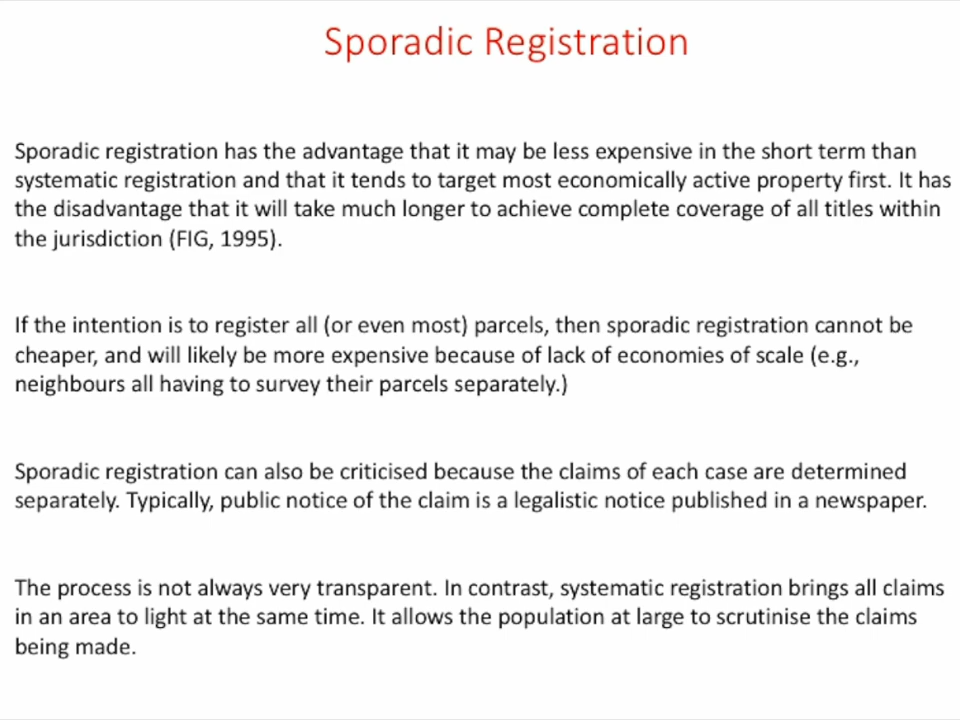 Sporadic Registration
Sporadic registration has the advantage that it may be less expensive in the short term than
systematic registration and that it tends to target most economically active property first. It has
the disadvantage that it will take much longer to achieve complete coverage of all titles within
the jurisdiction (FIG, 1995).
If the intention is to register all (or even most) parcels, then sporadic registration cannot be
cheaper, and will likely be more expensive because of lack of economies of scale (e.g.,
neighbours all having to survey their parcels separately.)
Sporadic registration can also be criticised because the claims of each case are determined
separately. Typically, public notice of the claim is a legalistic notice published in a newspaper.
The process is not always very transparent. In contrast, systematic registration brings all claims
in an area to light at the same time. It allows the population at large to scrutinise the claims
being made.